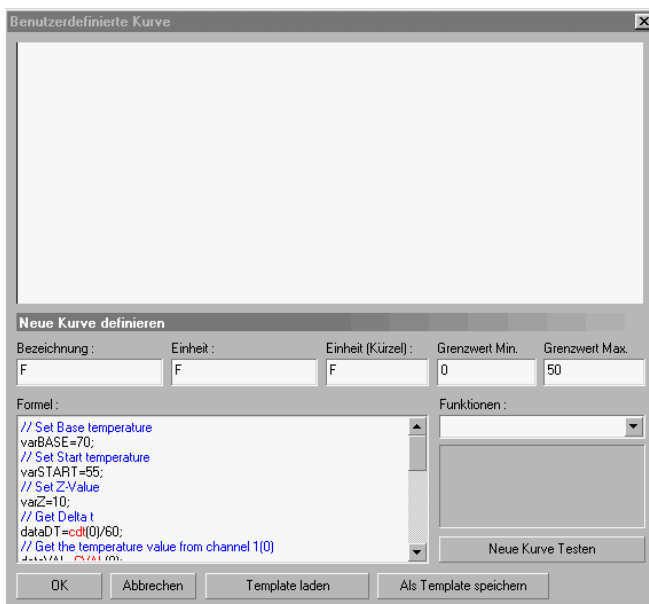 Benutzerdefinierte Kurve
Neue Kurve definieren
Bezeichnung : Einheit : Einheit (Kürzel) : Grenzwert Min. Grenzwert Max.
F F F 0 50
Formel : Funktionen :
// Set Base temperature
varBASE=70;
// Set Start temperature
varSTART=55;
// Set Z-Value
varZ=10;
// Get Delta t
dataDT=cdt(0)/60;
// Get the temperature value from channel 1(0)
Neue Kurve Testen
OK Abbrechen Template laden Als Template speichern